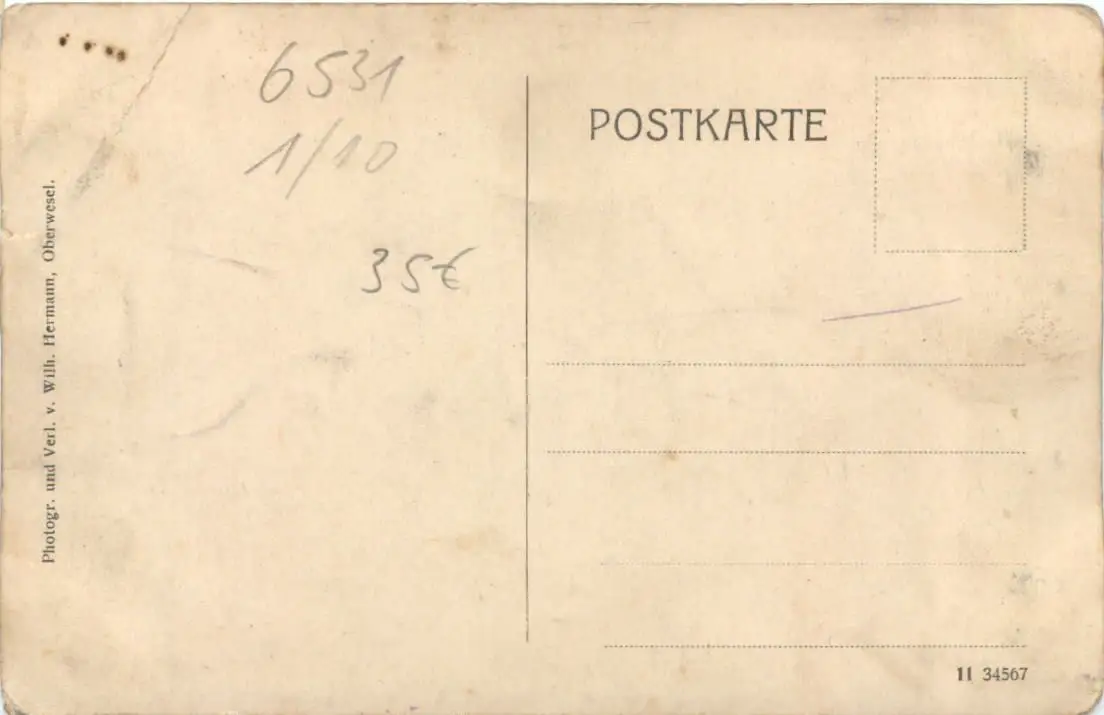 6531
1/10
35€
Photogr. und Verl. v. Wilh. Hermann, Oberwesel.
POSTKARTE
11 34567